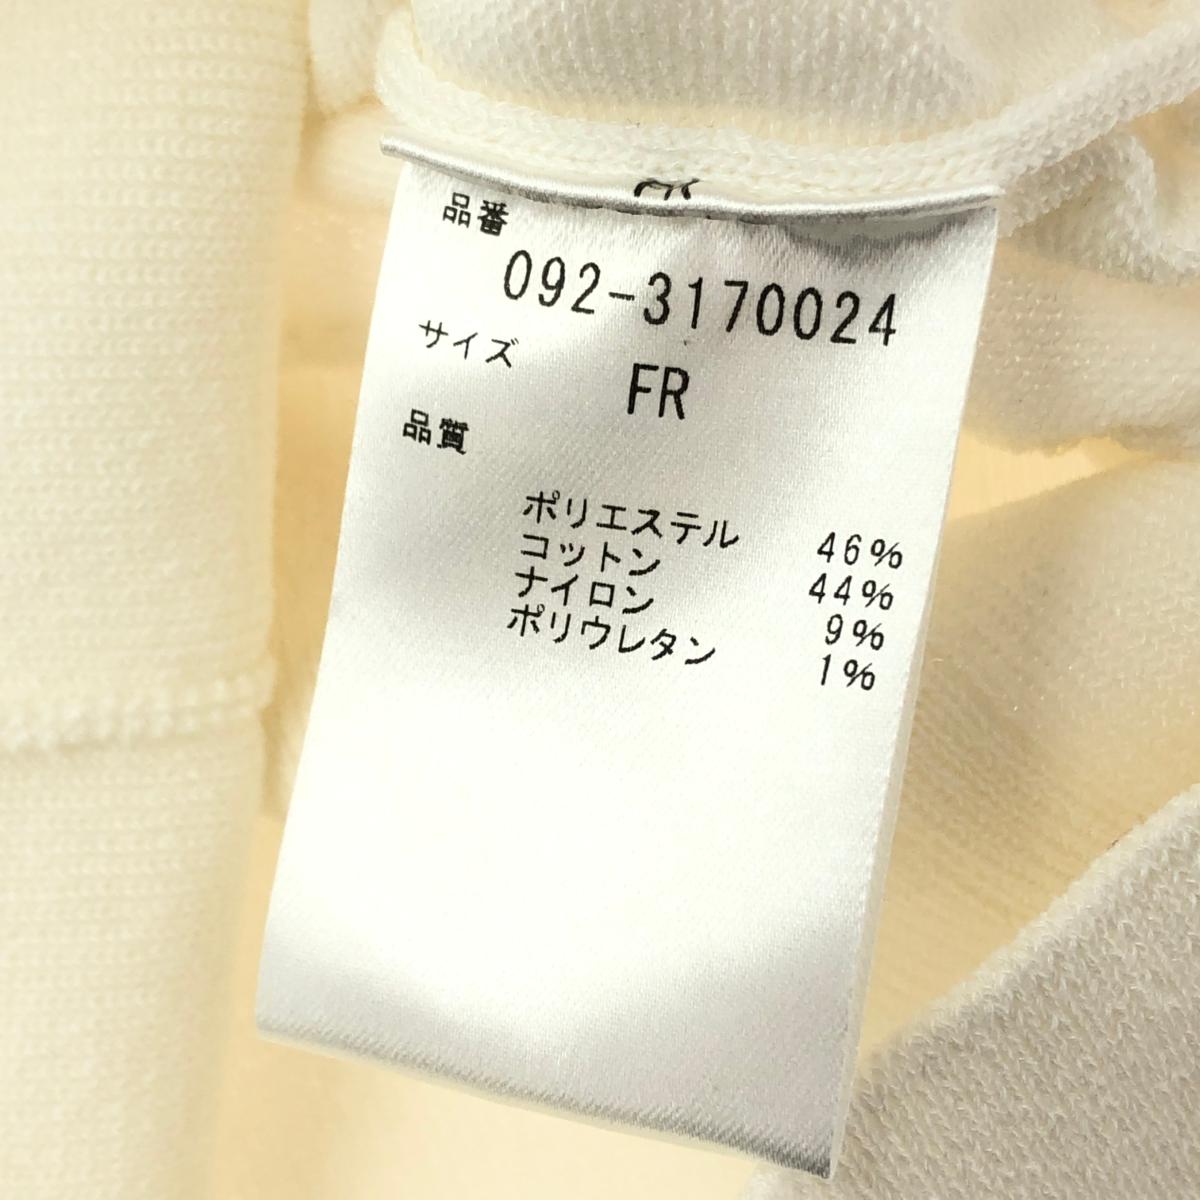 品番
092-3170024
サイズ
FR
品質
ポリエステル 46%
コットン 44%
ナイロン 9%
ポリウレタン 1%